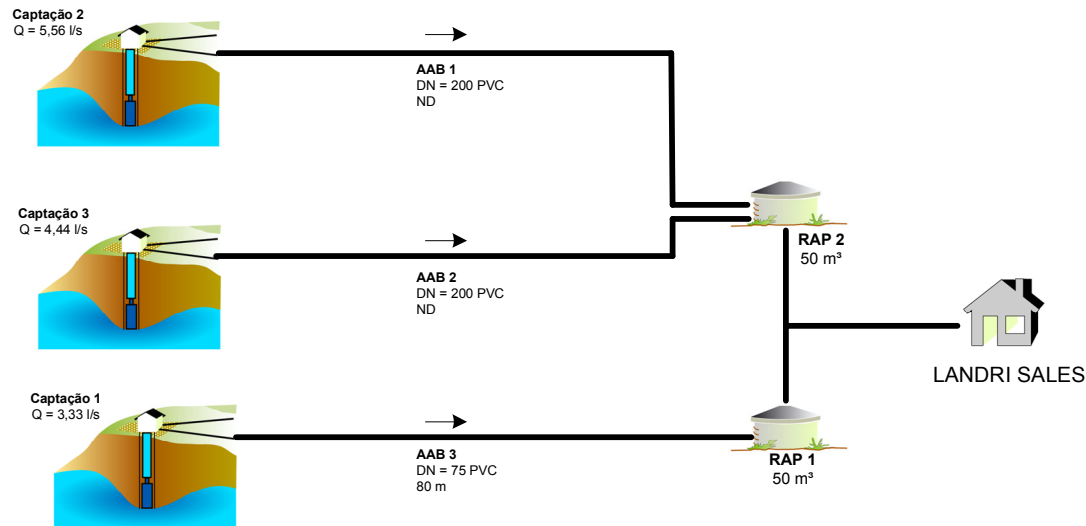 Captação 2
Q = 5,56 l/s
AAB 1
DN = 200 PVC
ND
Captação 3
Q = 4,44 l/s
AAB 2
DN = 200 PVC
ND
RAP 2
50 m³
LANDRI SALES
Captação 1
Q = 3,33 l/s
AAB 3
DN = 75 PVC
80 m
RAP 1
50 m³